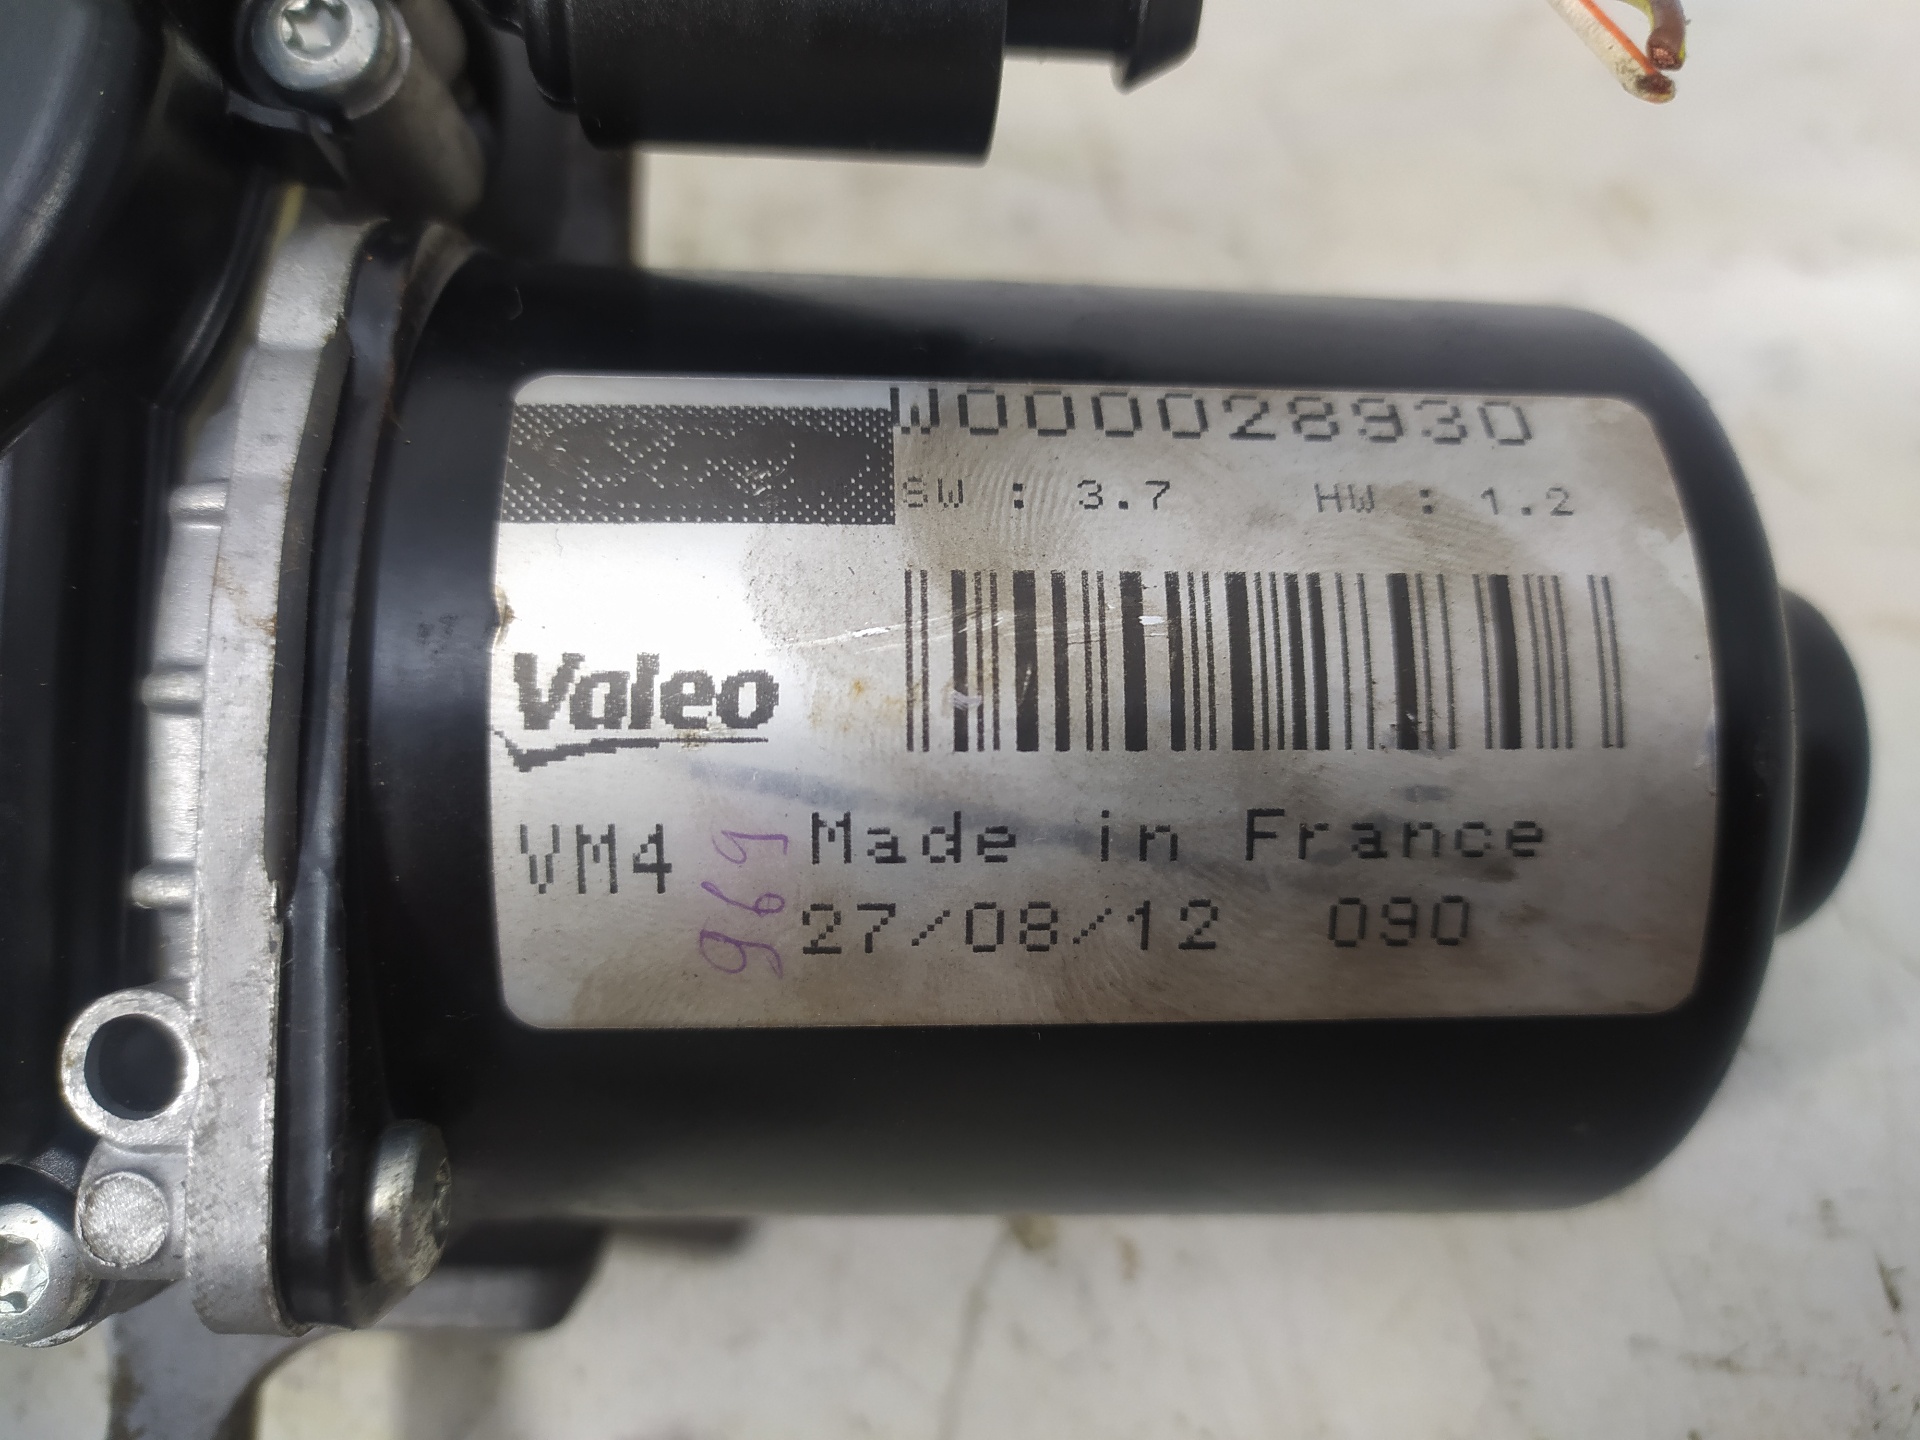 W000028930
SW : 3.7 HW : 1.2
Valeo
VM4
Made in France
27/08/12 090
969